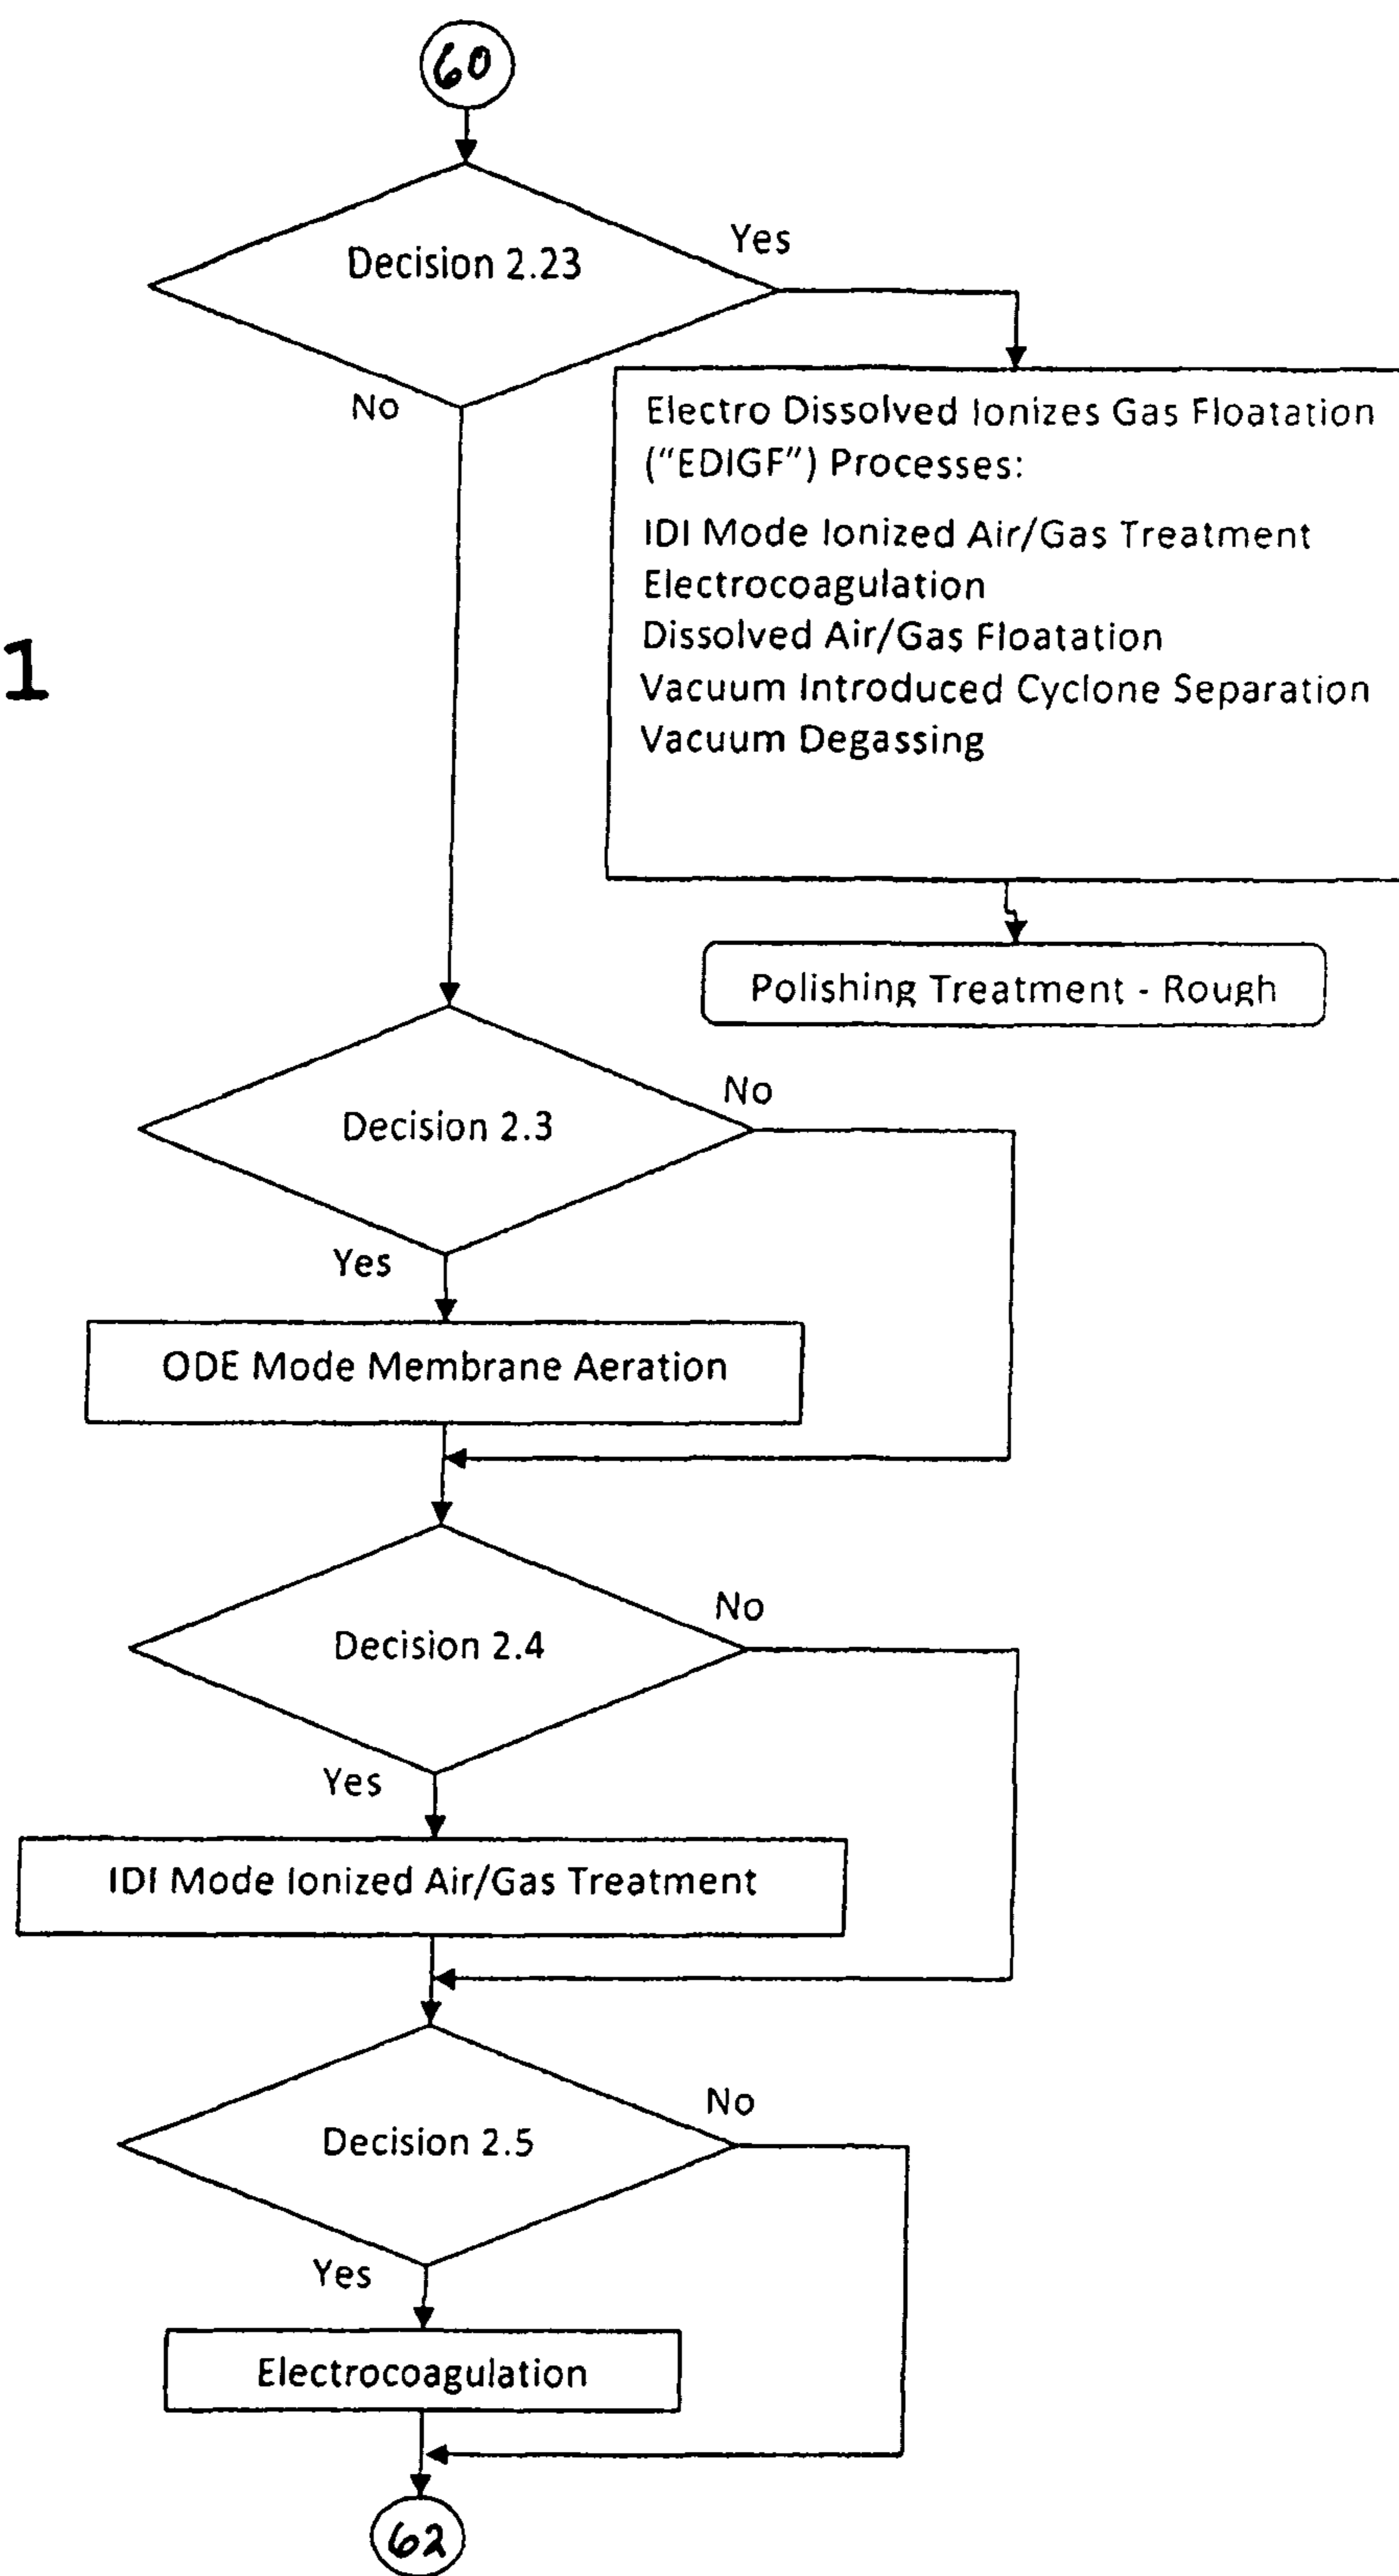 60
Decision 2.23
Yes
No
Electro Dissolved Ionizes Gas Floatation
("EDIGF") Processes:
IDI Mode Ionized Air/Gas Treatment
Electrocoagulation
Dissolved Air/Gas Floatation
Vacuum Introduced Cyclone Separation
Vacuum Degassing
1
Polishing Treatment - Rough
Decision 2.3
No
Yes
ODE Mode Membrane Aeration
Decision 2.4
No
Yes
IDI Mode Ionized Air/Gas Treatment
Decision 2.5
No
Yes
Electrocoagulation
62